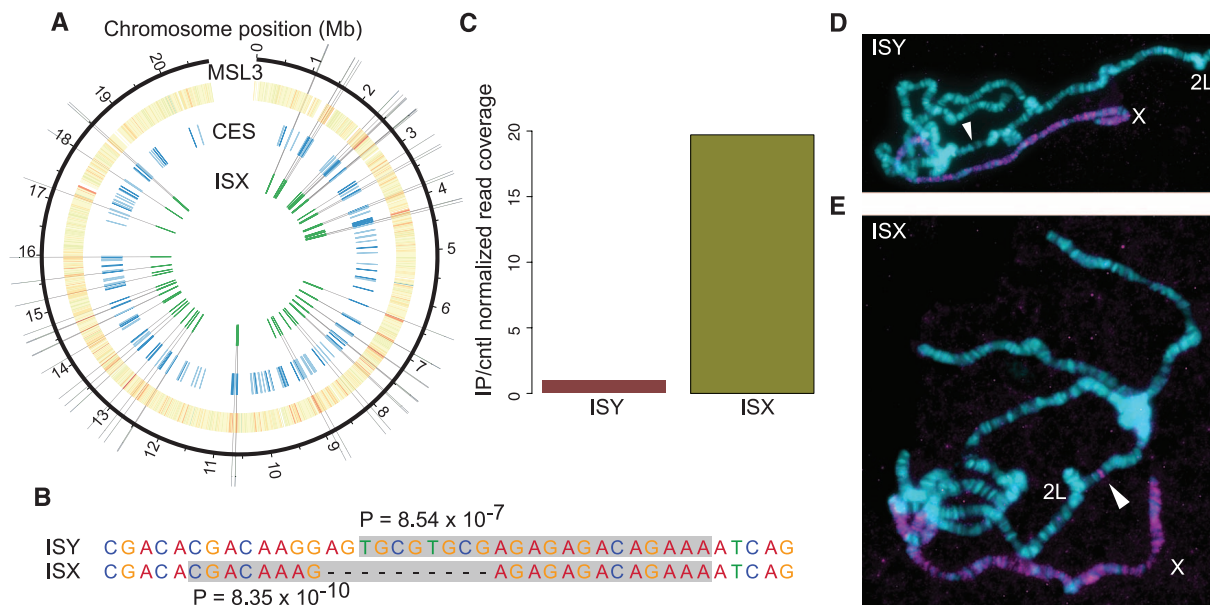 A
Chromosome position (Mb)
MSL3
CES
ISX
0
1
2
3
4
5
6
7
8
9
10
11
12
13
14
15
16
17
18
19
20
B
P = 8.54 x 10-7
ISY CGACACGACAAGGAGTGCGTGCGAGAGAGACAGAAAATCAG
ISX CGACACGACAAAG----------AGAGAGACAGAAAATCAG
P = 8.35 x 10-10
C
IP/cntl normalized read coverage
20
15
10
5
0
ISY
ISX
D
ISY
2L
X
E
ISX
2L
X